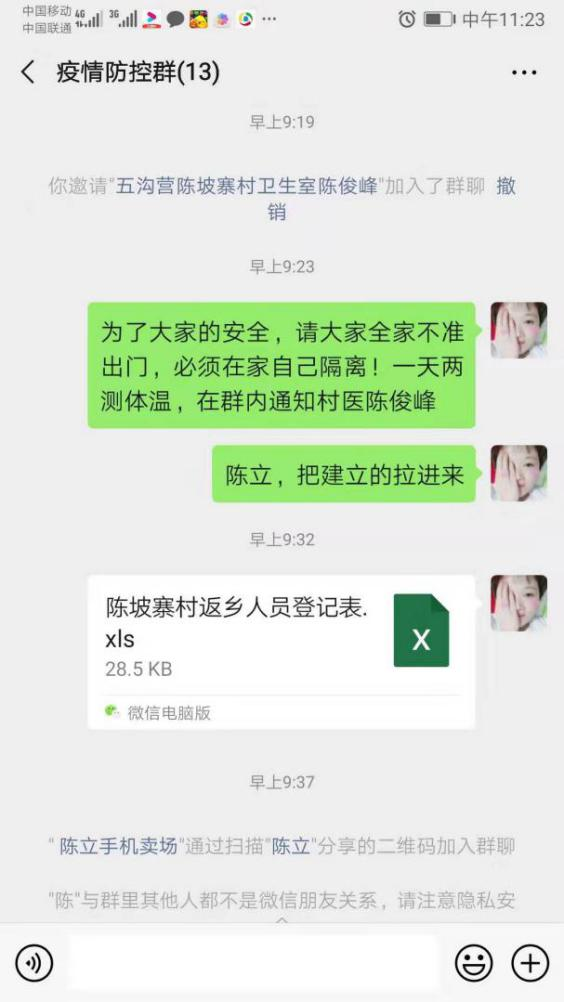 中国移动 4G 3G
中国联通
中午11:23
疫情防控群(13)
早上9:19
你邀请"五沟营陈坡寨村卫生室陈俊峰"加入了群聊 撤
销
早上9:23
为了大家的安全，请大家全家不准
出门，必须在家自己隔离！一天两
测体温，在群内通知村医陈俊峰
陈立，把建立的拉进来
早上9:32
陈坡寨村返乡人员登记表.
xls
X
28.5 KB
微信电脑版
早上9:37
"陈立手机卖场"通过扫描"陈立"分享的二维码加入群聊
"陈"与群里其他人都不是微信朋友关系，请注意隐私安